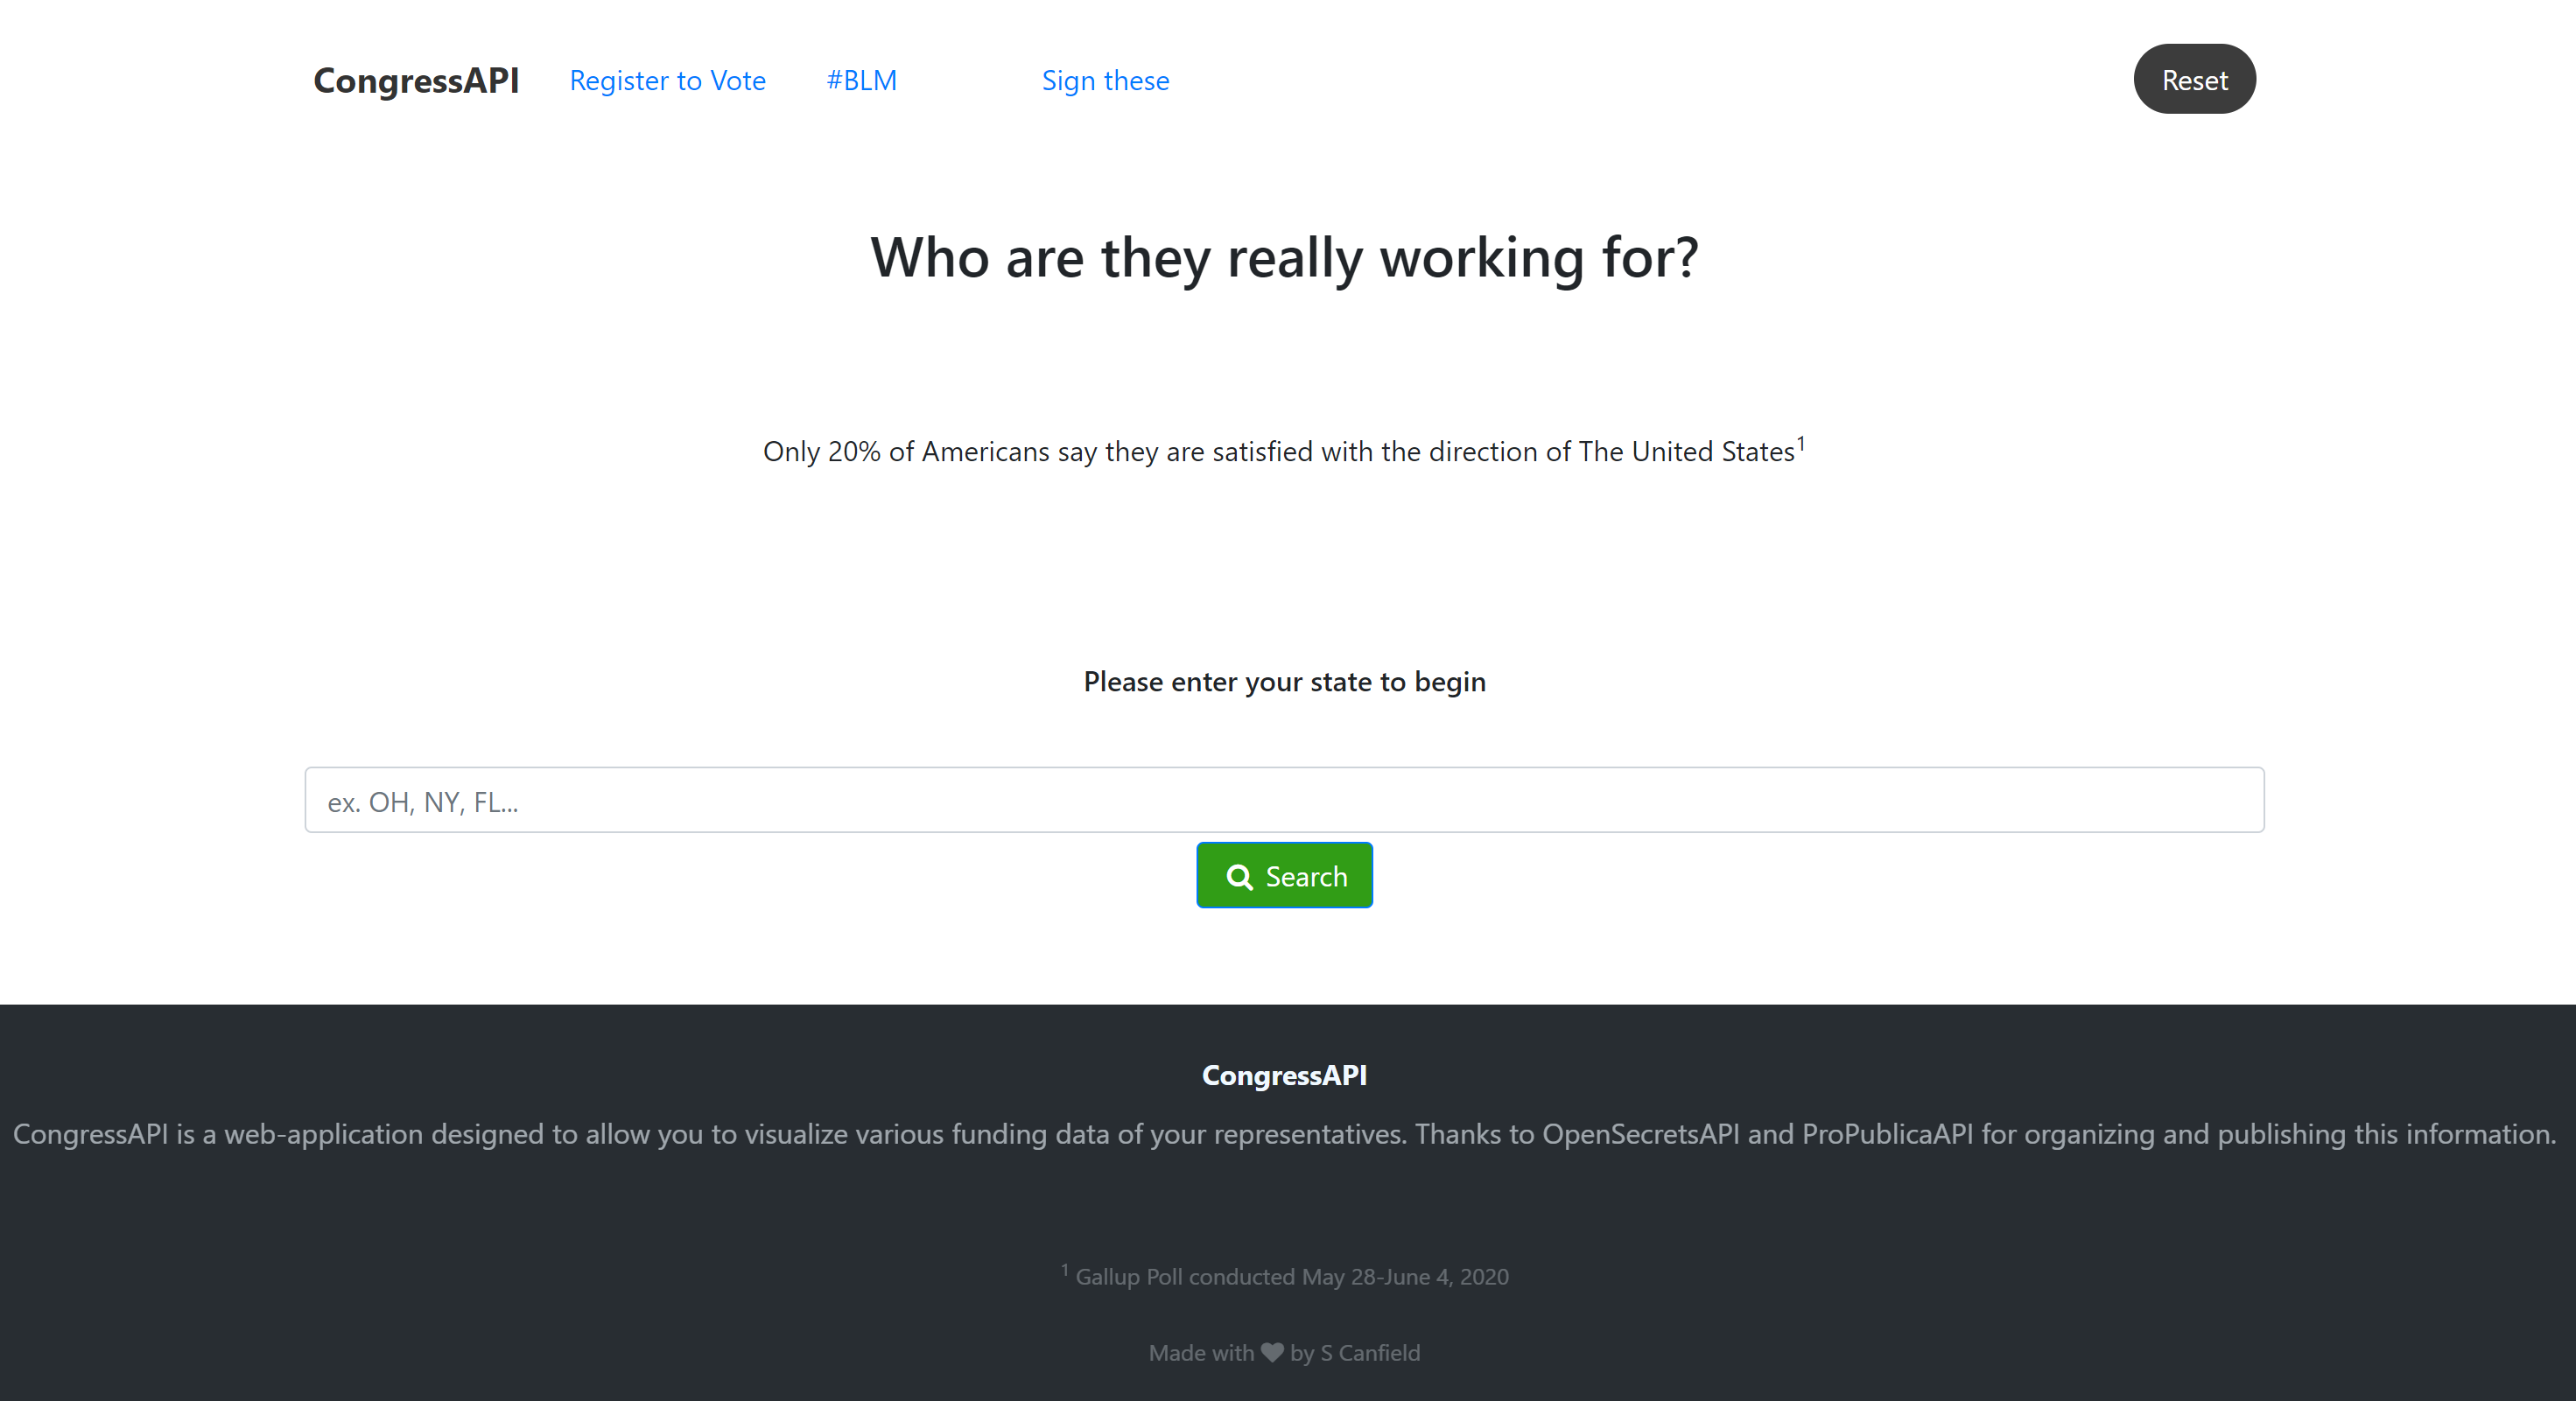 CongressAPI Register to Vote #BLM Sign these Reset
Who are they really working for?
Only 20% of Americans say they are satisfied with the direction of The United States¹
Please enter your state to begin
ex. OH, NY, FL...
Search
CongressAPI
CongressAPI is a web-application designed to allow you to visualize various funding data of your representatives. Thanks to OpenSecretsAPI and ProPublicaAPI for organizing and publishing this information.
¹ Gallup Poll conducted May 28-June 4, 2020
Made with ♥ by S Canfield